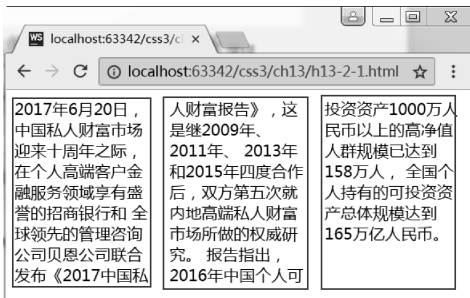 localhost:63342/css3/cl
localhost:63342/css3/ch13/h13-2-1.html
2017年6月20日，
中国私人财富市场
迎来十周年之际，
在个人高端客户金
融服务领域享有盛
誉的招商银行和 全
球领先的管理咨询
公司贝恩公司联合
发布《2017中国私
人财富报告》，这
是继2009年、
2011年、 2013年
和2015年四度合作
后，双方第五次就
内地高端私人财富
市场所做的权威研
究。 报告指出，
2016年中国个人可
投资资产1000万人
民币以上的高净值
人群规模已达到
158万人， 全国个
人持有的可投资资
产总体规模达到
165万亿人民币。